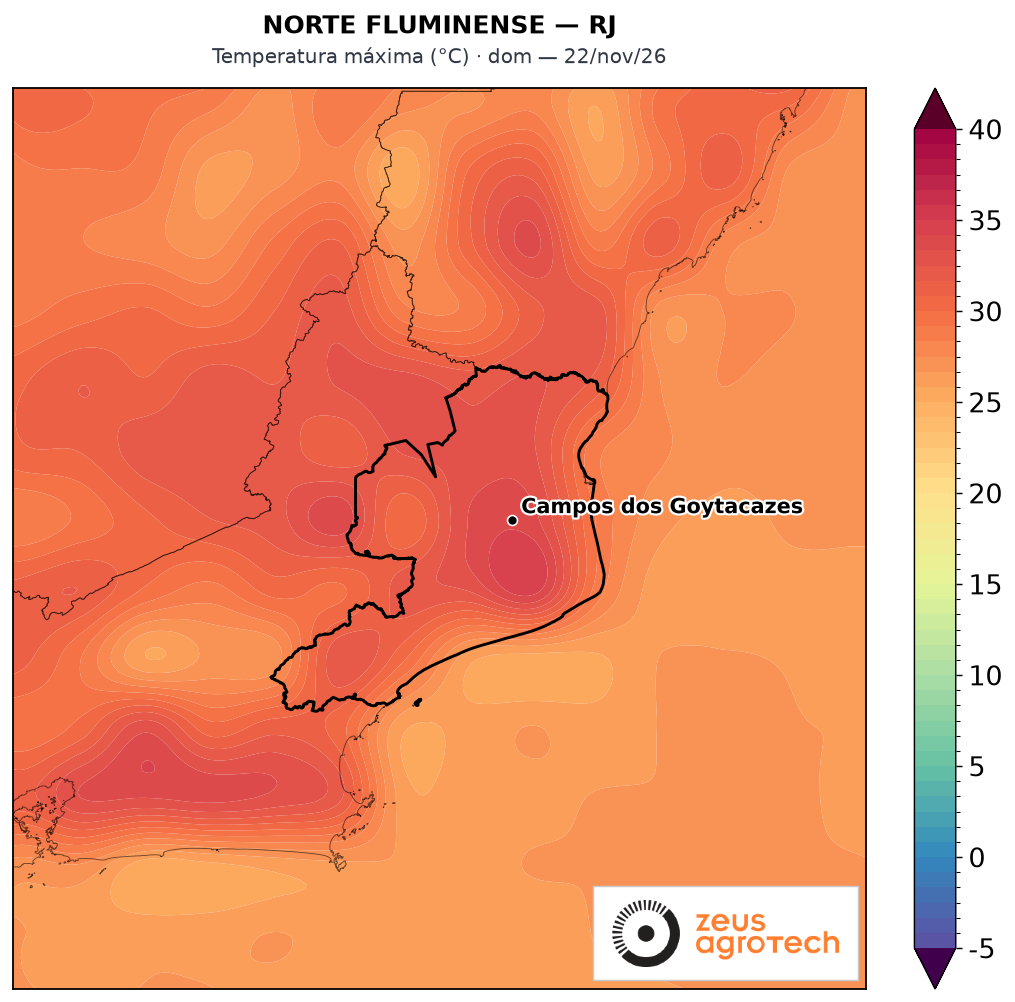 NORTE FLUMINENSE — RJ
Temperatura máxima (°C) · dom — 22/nov/26
40
35
30
25
20
15
10
5
0
-5
Campos dos Goytacazes
zeus
agrotech